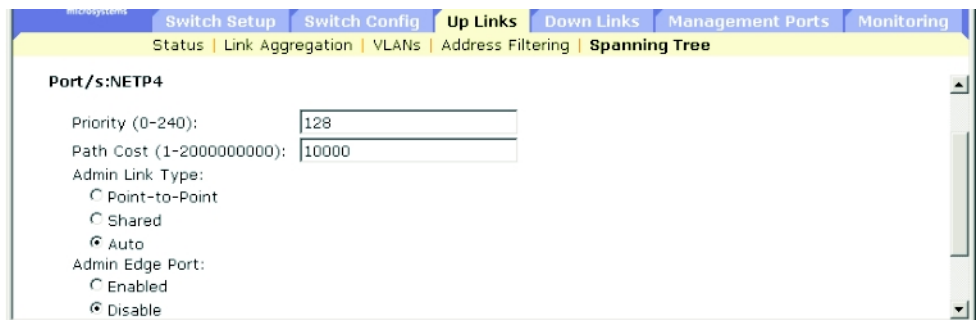 microsystems
Switch Setup Switch Config Up Links Down Links Management Ports Monitoring
Status | Link Aggregation | VLANs | Address Filtering | Spanning Tree
Port/s:NETP4
Priority (0-240): 128
Path Cost (1-2000000000): 10000
Admin Link Type:
Point-to-Point
Shared
Auto
Admin Edge Port:
Enabled
Disable